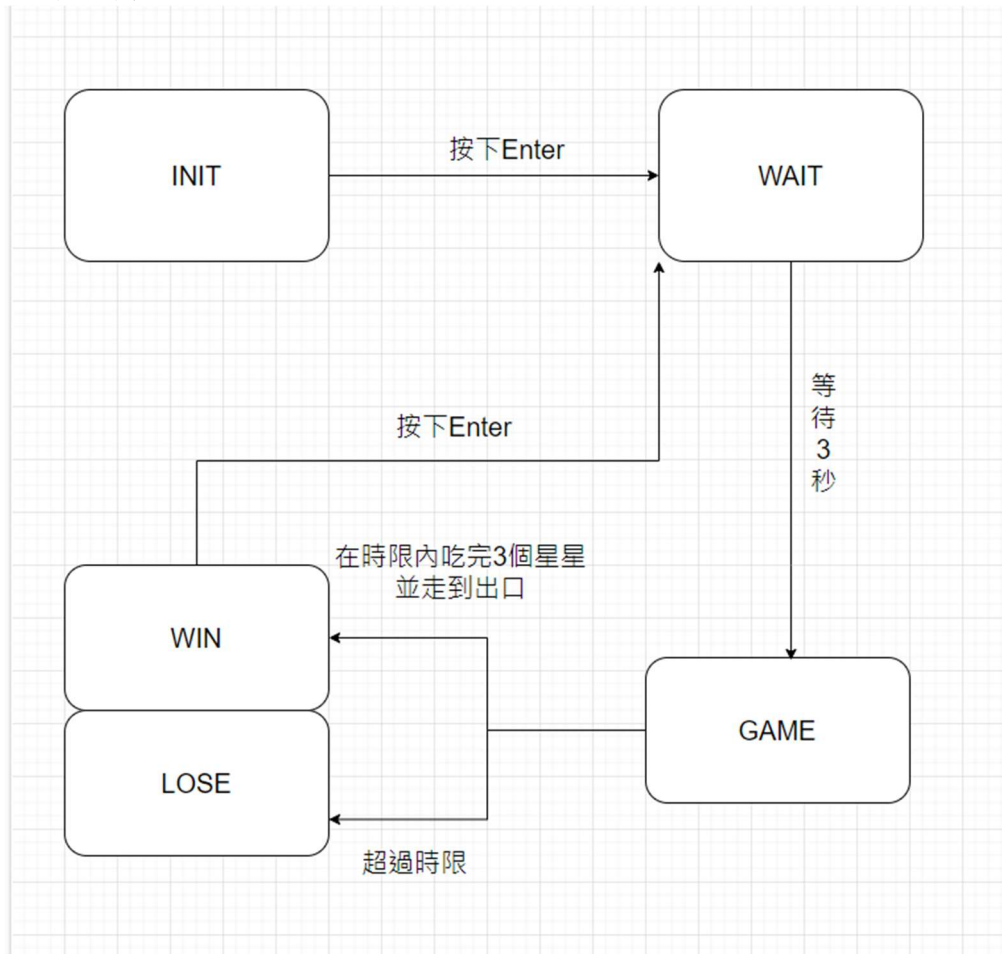 INIT
按下Enter
WAIT
等
待
3
秒
按下Enter
在時限內吃完3個星星
並走到出口
WIN
GAME
LOSE
超過時限